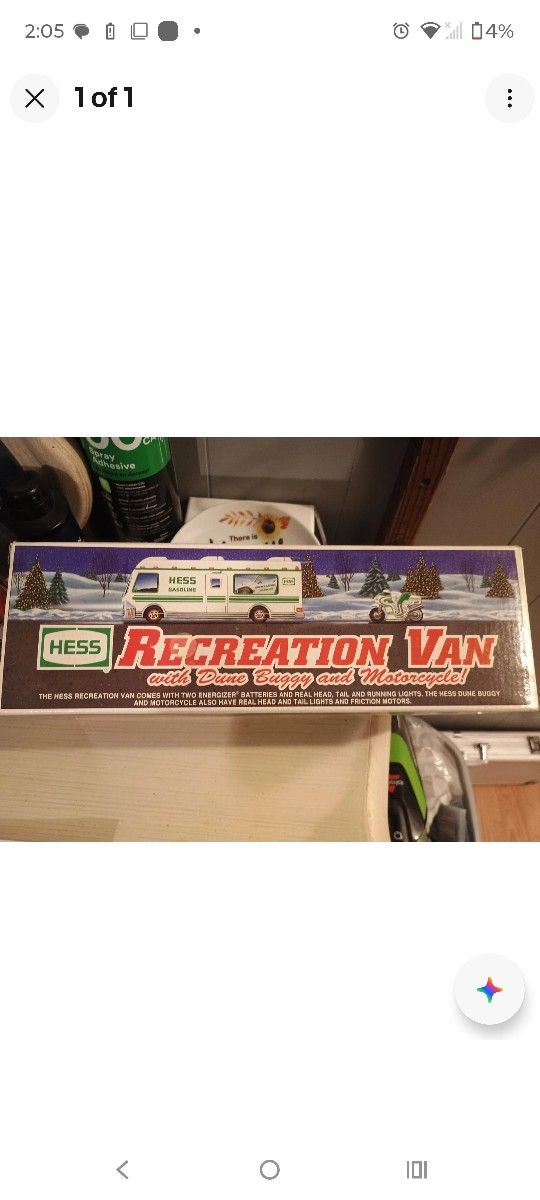 2:05
4%
1 of 1
Spray
Adhesive
There is
HESS
GASOLINE
HESS
HESS
RECREATION VAN
with Dune Buggy and Motorcycle!
THE HESS RECREATION VAN COMES WITH TWO ENERGIZER® BATTERIES AND REAL HEAD, TAIL AND RUNNING LIGHTS. THE HESS DUNE BUGGY
AND MOTORCYCLE ALSO HAVE REAL HEAD AND TAIL LIGHTS AND FRICTION MOTORS.